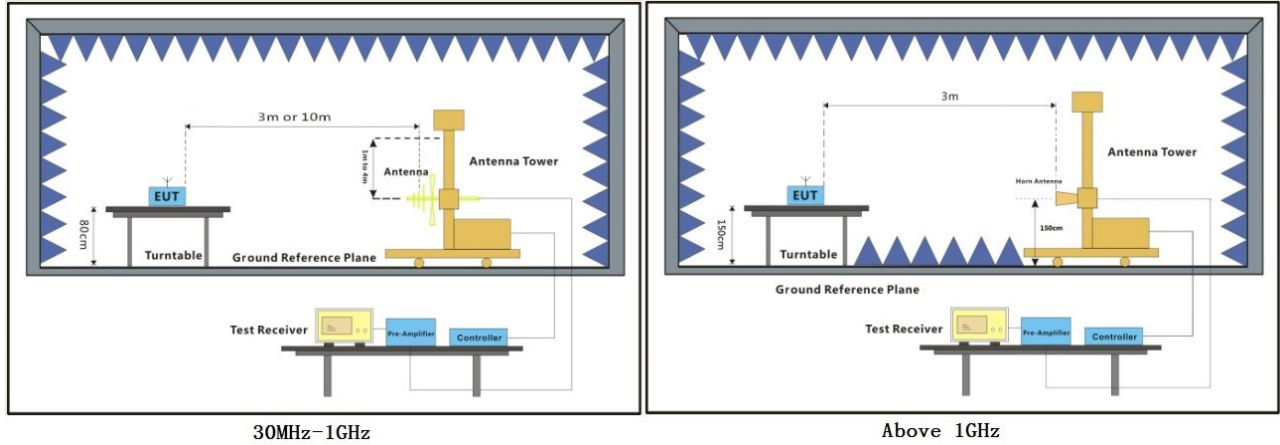 3m or 10m
1m to 4m
Antenna
Antenna Tower
EUT
80cm
Turntable
Ground Reference Plane
Test Receiver
Pre-Amplifier
Controller
30MHz-1GHz
3m
Antenna Tower
Horn Antenna
EUT
150cm
150cm
Turntable
Ground Reference Plane
Test Receiver
Pre-Amplifier
Controller
Above 1GHz